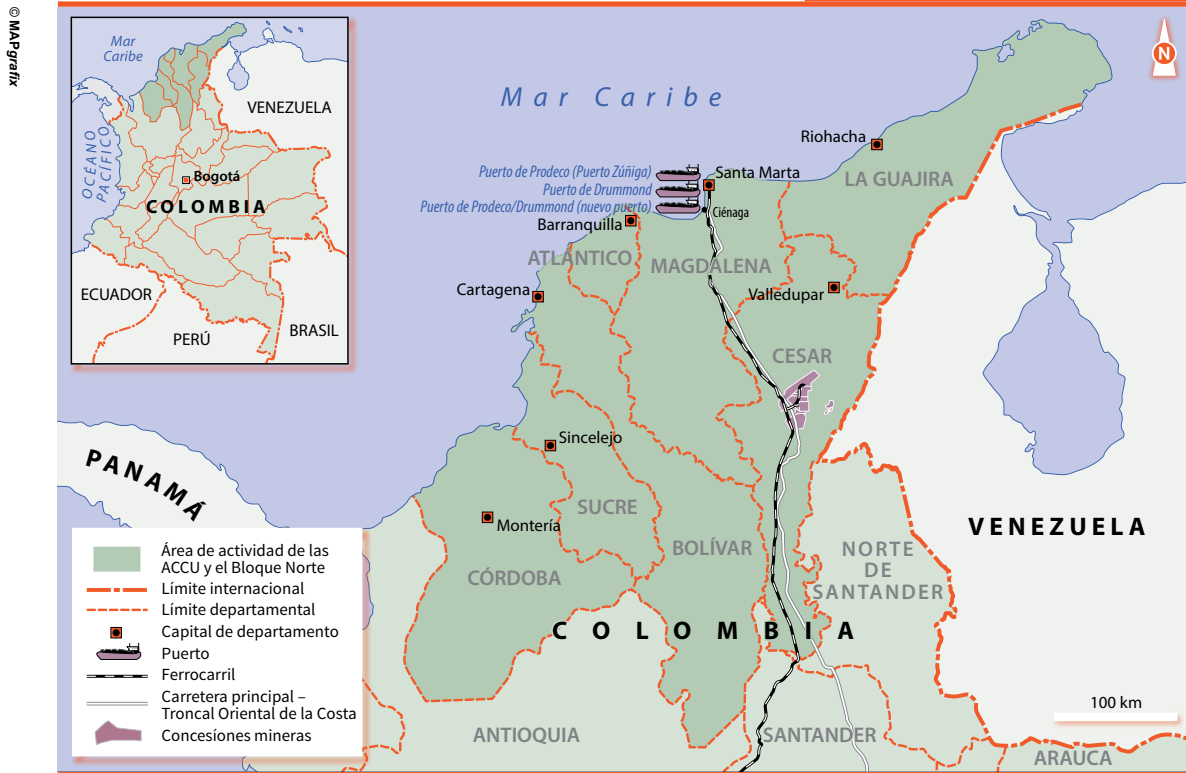 © MAPgrafix
Mar
Caribe
VENEZUELA
OCÉANO
PACÍFICO
Bogotá
COLOMBIA
ECUADOR
PERÚ
BRASIL
N
Mar Caribe
Riohacha
LA GUAJIRA
Puerto de Prodeco (Puerto Zúñiga)
Santa Marta
Puerto de Drummond
Puerto de Prodeco/Drummond (nuevo puerto)
Ciénaga
Barranquilla
ATLÁNTICO
MAGDALENA
Cartagena
Valledupar
CESAR
Sincelejo
PANAMÁ
SUCRE
Montería
BOLÍVAR
CÓRDOBA
VENEZUELA
NORTE
DE
SANTANDER
COLOMBIA
ANTIOQUIA
SANTANDER
ARAUCA
100 km
Área de actividad de las
ACCU y el Bloque Norte
Límite internacional
Límite departamental
Capital de departamento
Puerto
Ferrocarril
Carretera principal –
Troncal Oriental de la Costa
Concesíones mineras